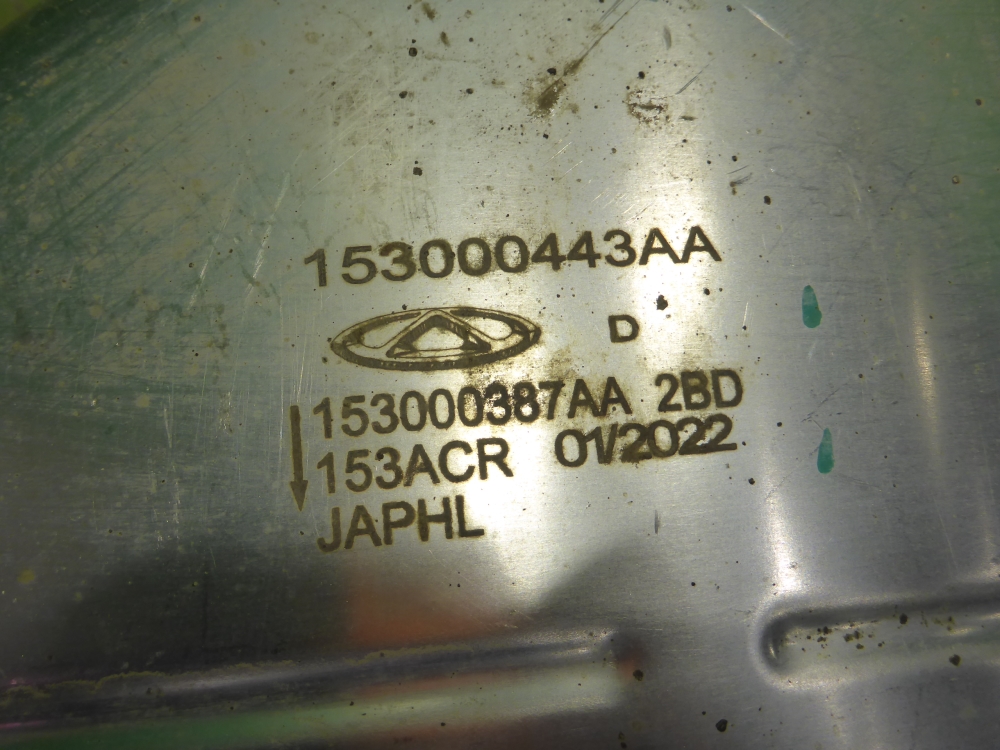 153000443AA
D
153000387AA 2BD
153ACR 01/2022
JAPHL